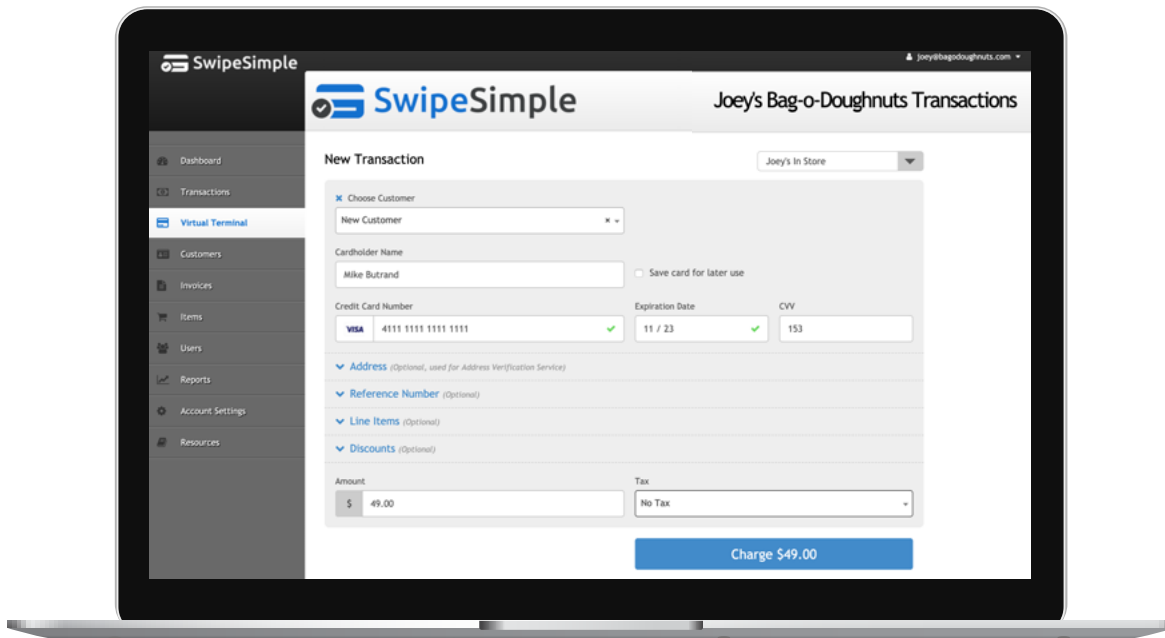 SwipeSimple
joey@bagodoughnuts.com
SwipeSimple
Joey's Bag-o-Doughnuts Transactions
Dashboard
Transactions
Virtual Terminal
Customers
Invoices
Items
Users
Reports
Account Settings
Resources
New Transaction
Joey's In Store
Choose Customer
New Customer
Cardholder Name
Mike Butrand
Save card for later use
Credit Card Number
Expiration Date
CVV
VISA 4111 1111 1111 1111
11 / 23
153
Address (Optional, used for Address Verification Service)
Reference Number (Optional)
Line Items (Optional)
Discounts (Optional)
Amount
Tax
$ 49.00
No Tax
Charge $49.00